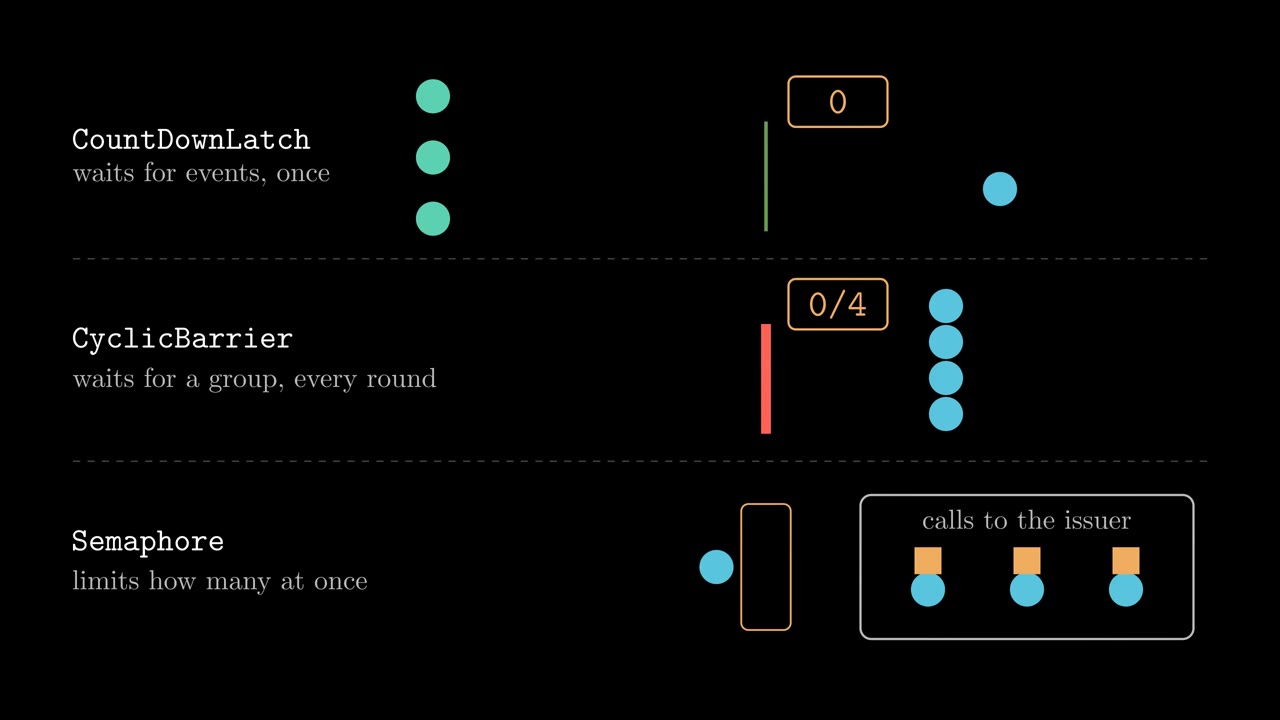 CountDownLatch
waits for events, once
0
CyclicBarrier
waits for a group, every round
0/4
Semaphore
limits how many at once
calls to the issuer